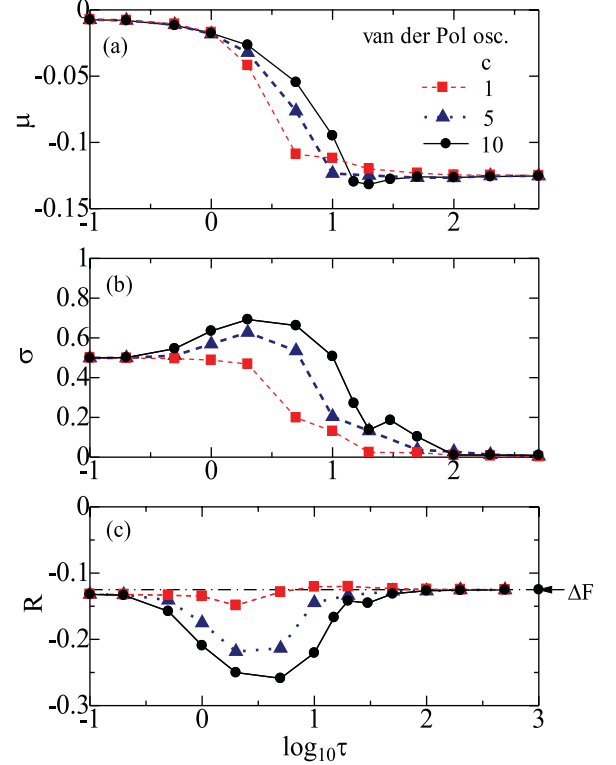 0
(a)
van der Pol osc.
c
-0.05
1
5
μ
-0.1
10
-0.15
-1 0 1 2
1
(b)
0.8
0.6
σ
0.4
0.2
0
-1 0 1 2
0
(c)
-0.1
R
ΔF
-0.2
-0.3
-1 0 1 2 3
log10τ